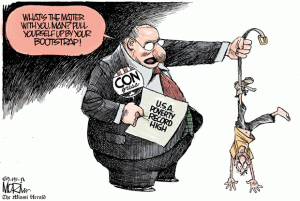 WHAT'S THE MATTER
WITH YOU, MAN? PULL
YOURSELF UP BY YOUR
BOOTSTRAP!
CON
U.S.A.
POVERTY
RECORD
HIGH
The Miami Herald